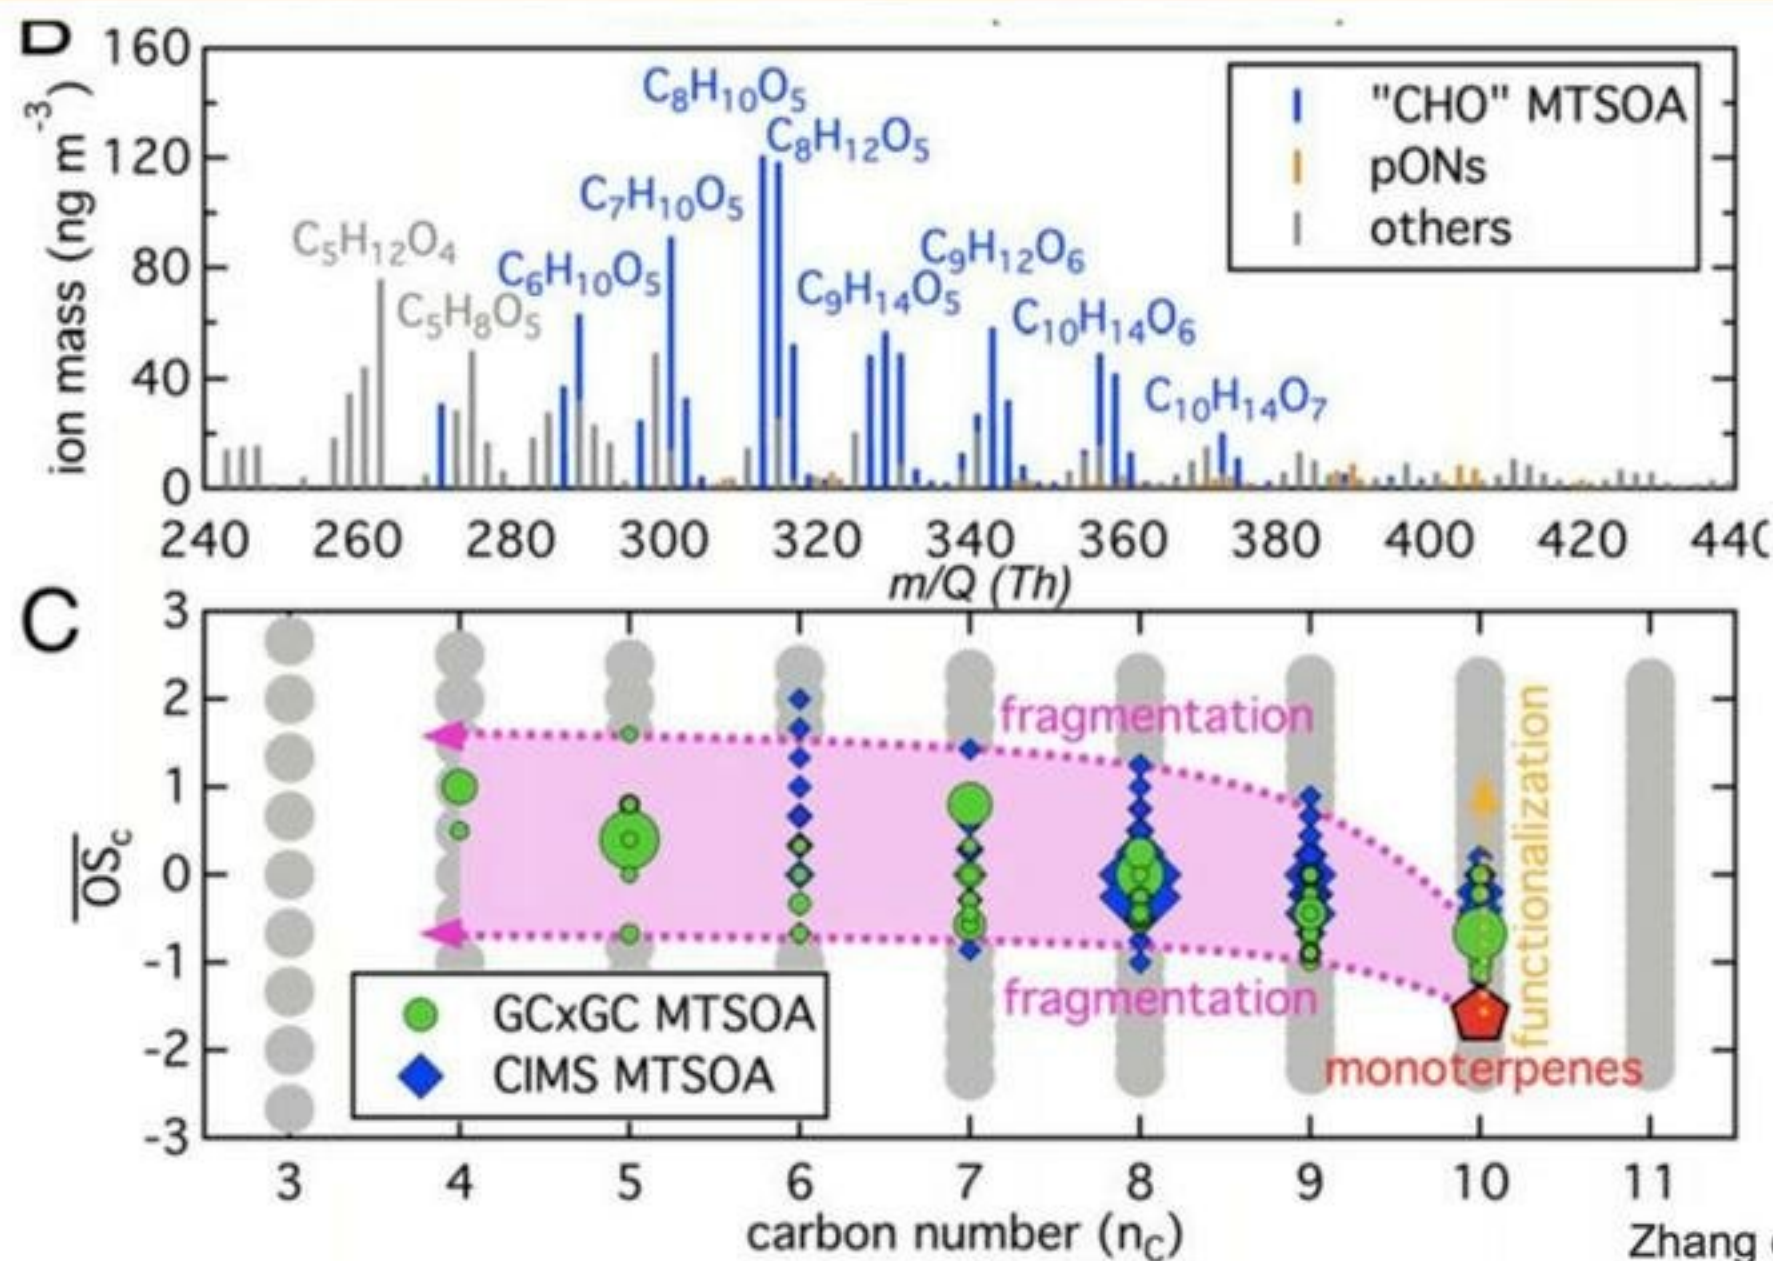 B
160
120
80
40
0
ion mass (ng m⁻³)
C₈H₁₀O₅
C₈H₁₂O₅
C₇H₁₀O₅
C₅H₁₂O₄
C₆H₁₀O₅
C₅H₈O₅
C₉H₁₂O₆
C₉H₁₄O₅
C₁₀H₁₄O₆
C₁₀H₁₄O₇
"CHO" MTSOA
pONs
others
240 260 280 300 320 340 360 380 400 420 440
m/Q (Th)
C
3
2
1
0
-1
-2
-3
OSc
fragmentation
fragmentation
functionalization
monoterpenes
GCxGC MTSOA
CIMS MTSOA
3 4 5 6 7 8 9 10 11
carbon number (nC)
Zhang